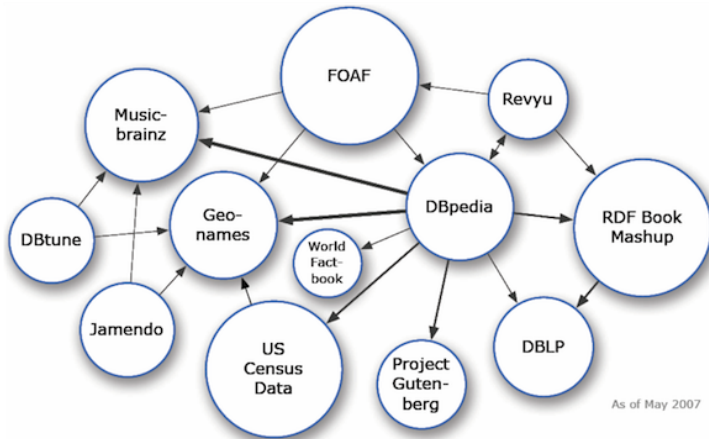 FOAF
Revyu
Music-
brainz
DBpedia
Geo-
names
RDF Book
Mashup
DBtune
World
Fact-
book
Jamendo
US
Census
Data
Project
Guten-
berg
DBLP
As of May 2007